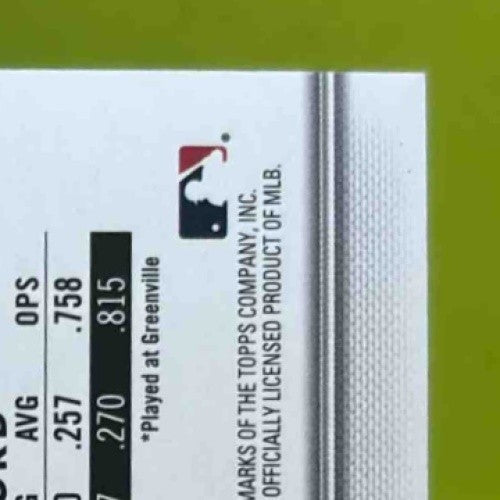 AVG OPS
.257 .758
.270 .815
*Played at Greenville
MARKS OF THE TOPPS COMPANY, INC.
OFFICIALLY LICENSED PRODUCT OF MLB.